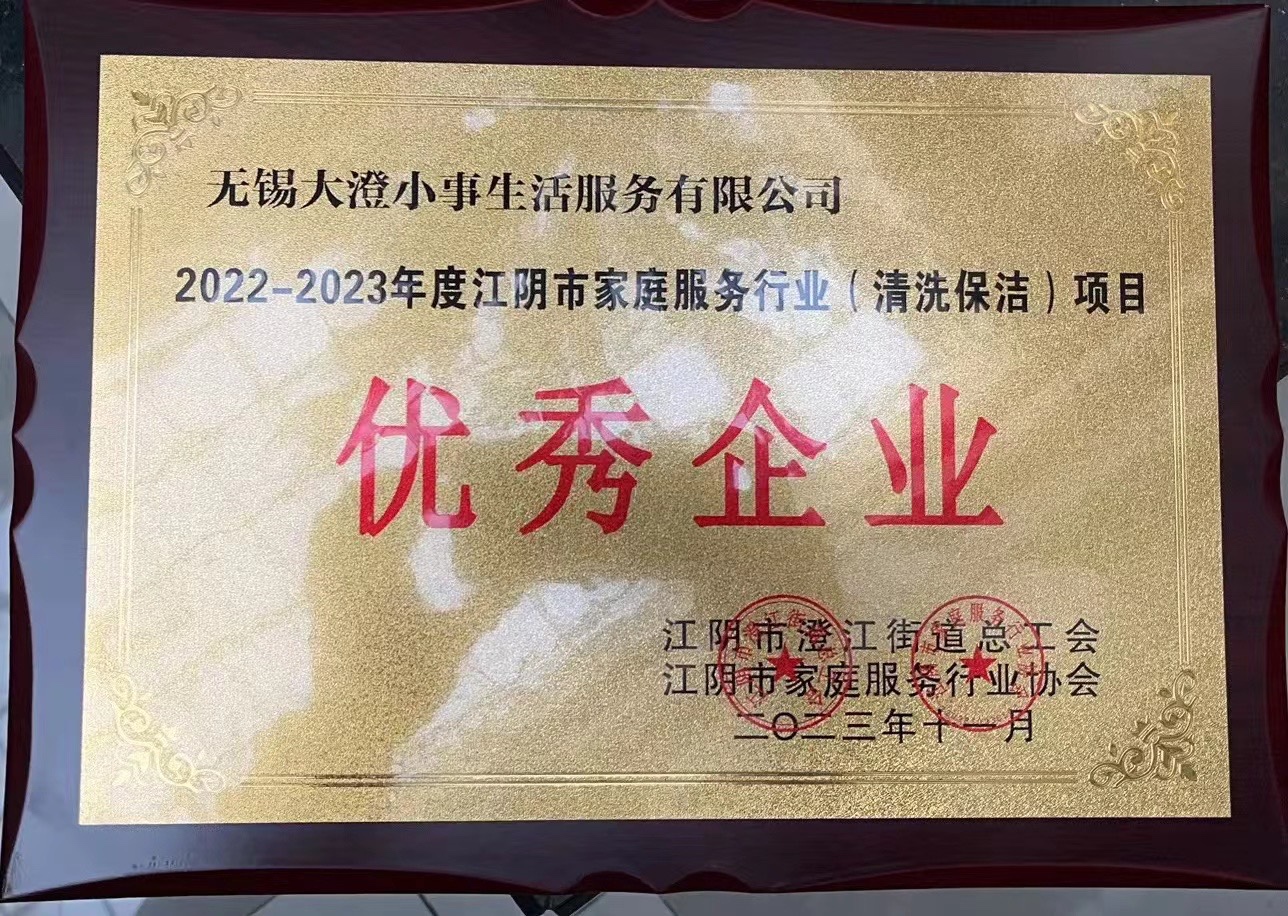 无锡大澄小事生活服务有限公司
2022-2023年度江阴市家庭服务行业（清洗保洁）项目
优秀企业
江阴市澄江街道总工会
江阴市家庭服务行业协会
二〇二三年十一月